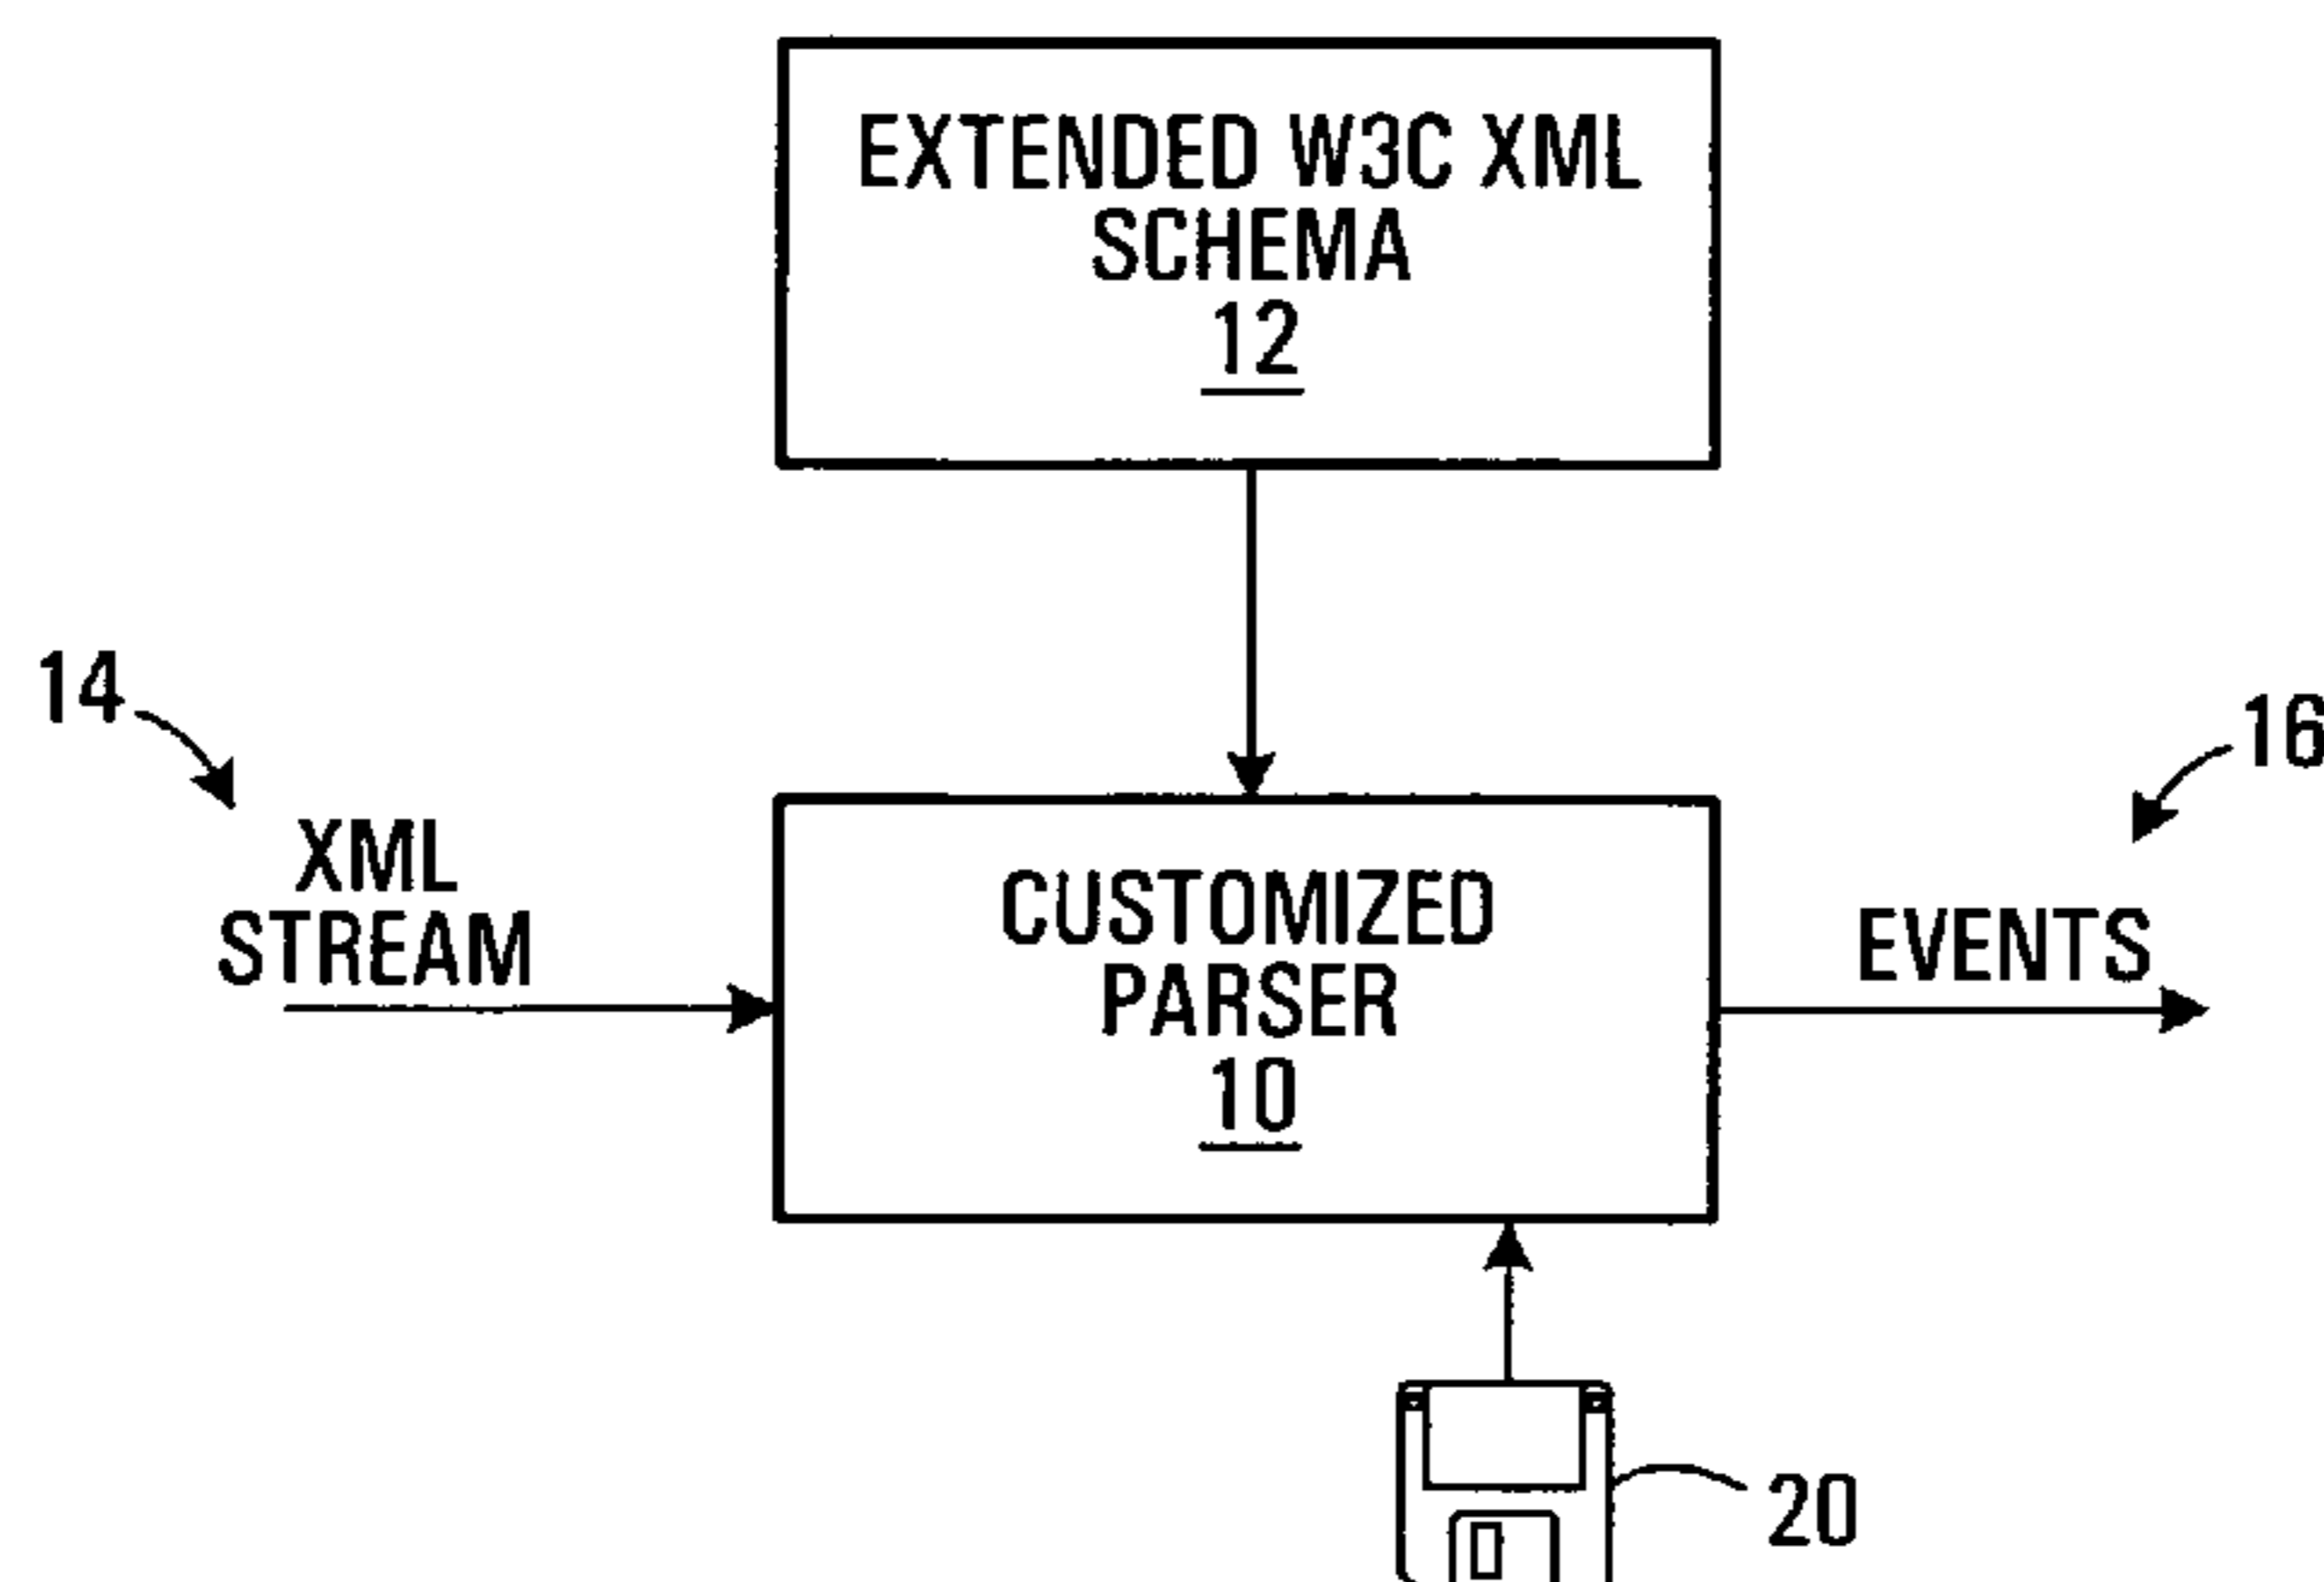 EXTENDED W3C XML
SCHEMA
12
14
16
XML
STREAM
CUSTOMIZED
PARSER
10
EVENTS
20